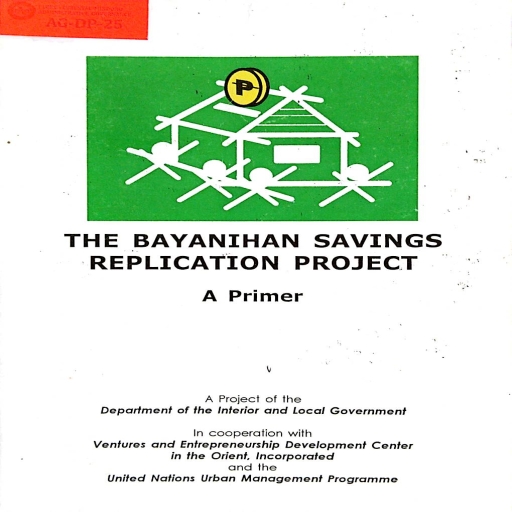 AG-DP-25
P
THE BAYANIHAN SAVINGS
REPLICATION PROJECT
A Primer
A Project of the
Department of the Interior and Local Government
In cooperation with
Ventures and Entrepreneurship Development Center
in the Orient, Incorporated
and the
United Nations Urban Management Programme